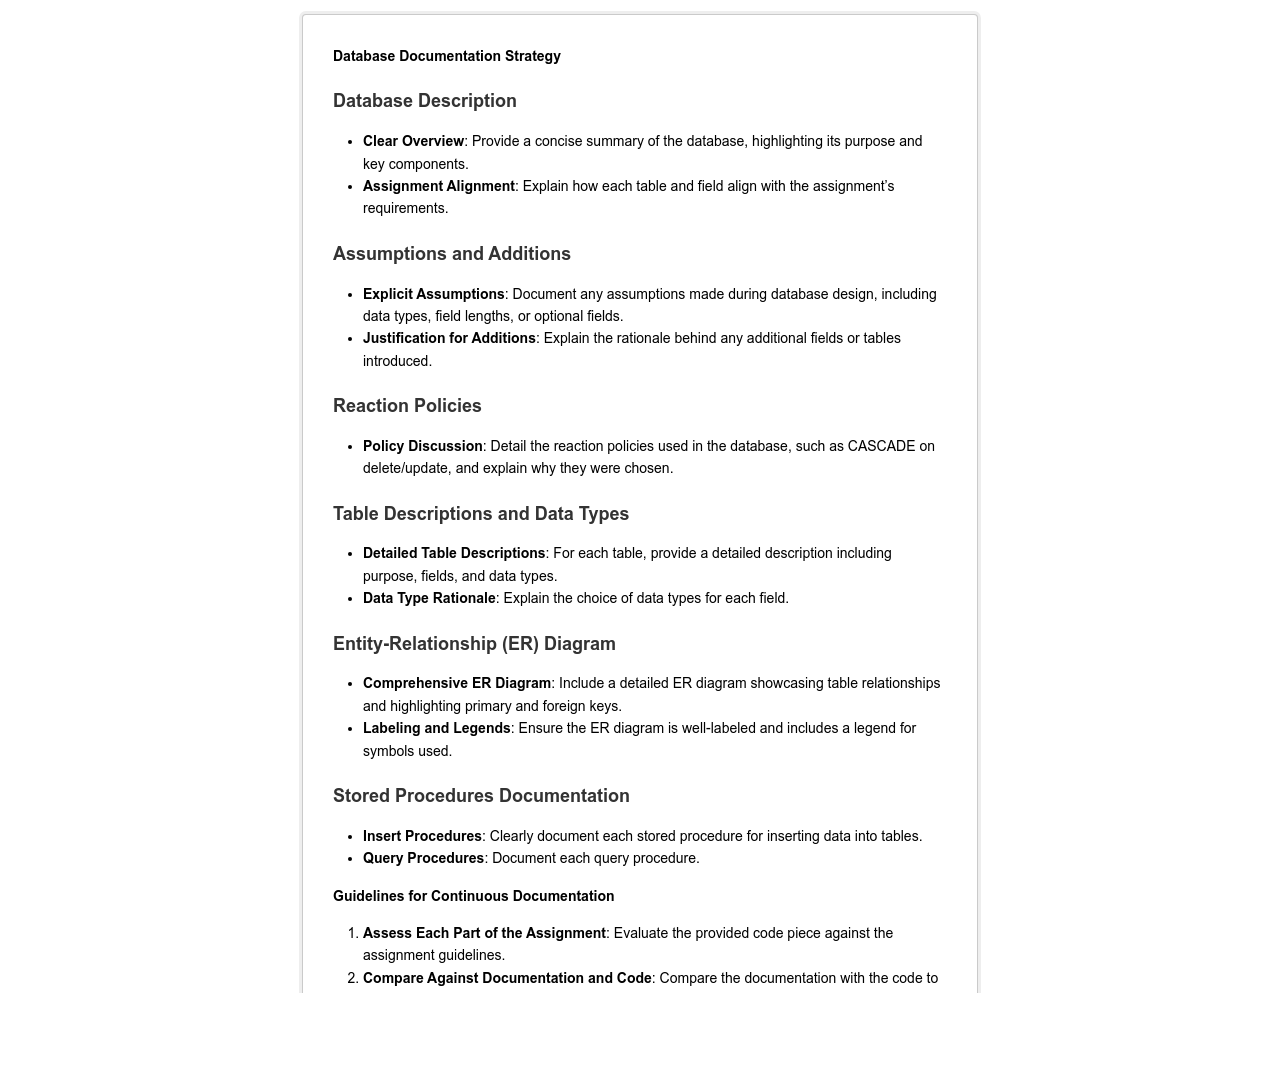 Database Documentation Strategy
Database Description
• Clear Overview: Provide a concise summary of the database, highlighting its purpose and
key components.
• Assignment Alignment: Explain how each table and field align with the assignment's
requirements.
Assumptions and Additions
• Explicit Assumptions: Document any assumptions made during database design, including
data types, field lengths, or optional fields.
• Justification for Additions: Explain the rationale behind any additional fields or tables
introduced.
Reaction Policies
• Policy Discussion: Detail the reaction policies used in the database, such as CASCADE on
delete/update, and explain why they were chosen.
Table Descriptions and Data Types
• Detailed Table Descriptions: For each table, provide a detailed description including
purpose, fields, and data types.
• Data Type Rationale: Explain the choice of data types for each field.
Entity-Relationship (ER) Diagram
• Comprehensive ER Diagram: Include a detailed ER diagram showcasing table relationships
and highlighting primary and foreign keys.
• Labeling and Legends: Ensure the ER diagram is well-labeled and includes a legend for
symbols used.
Stored Procedures Documentation
• Insert Procedures: Clearly document each stored procedure for inserting data into tables.
• Query Procedures: Document each query procedure.
Guidelines for Continuous Documentation
1. Assess Each Part of the Assignment: Evaluate the provided code piece against the
assignment guidelines.
2. Compare Against Documentation and Code: Compare the documentation with the code to